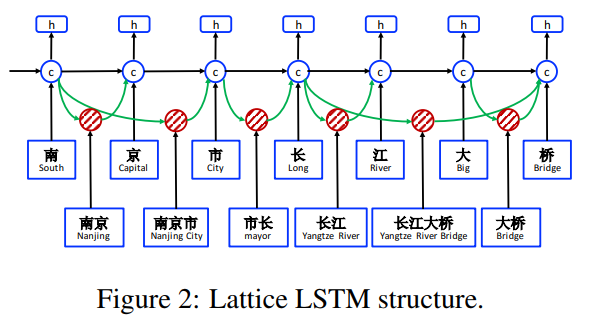 h h h h h h h
c c c c c c c
南 京 市 长 江 大 桥
South Capital City Long River Big Bridge
南京 南京市 市长 长江 长江大桥 大桥
Nanjing Nanjing City mayor Yangtze River Yangtze River Bridge Bridge
Figure 2: Lattice LSTM structure.